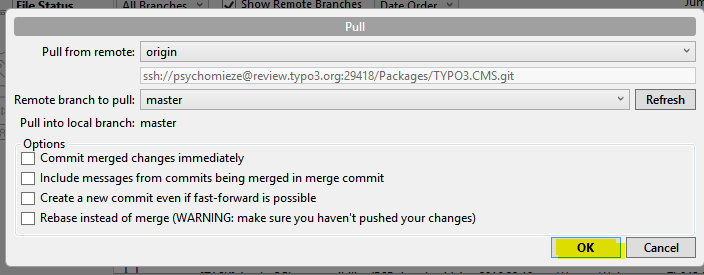 File Status All Branches Show Remote Branches Date Order
Pull
Pull from remote: origin
ssh://psychomieze@review.typo3.org:29418/Packages/TYPO3.CMS.git
Remote branch to pull: master Refresh
Pull into local branch: master
Options
Commit merged changes immediately
Include messages from commits being merged in merge commit
Create a new commit even if fast-forward is possible
Rebase instead of merge (WARNING: make sure you haven't pushed your changes)
OK Cancel